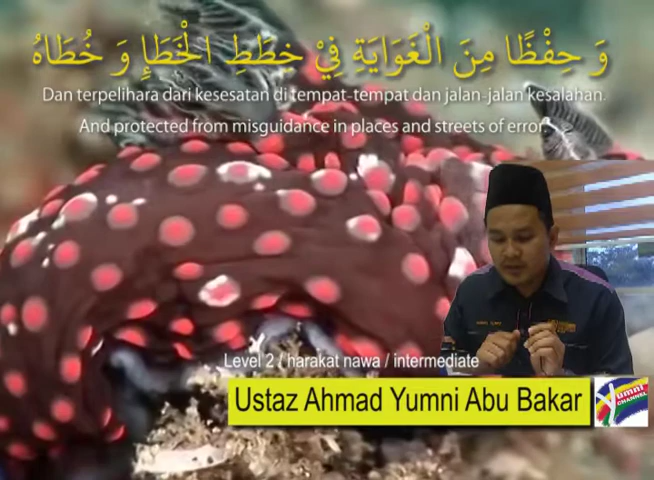 وَ حِفْظًا مِنَ الْغَوَايَةِ فِيْ خِطَطِ الْخَطَإِ وَ خُطَاهُ
Dan terpelihara dari kesesatan di tempat-tempat dan jalan-jalan kesalahan.
And protected from misguidance in places and streets of error.
Level 2 / harakat nawa / intermediate
Ustaz Ahmad Yumni Abu Bakar
Yumni
CHANNEL